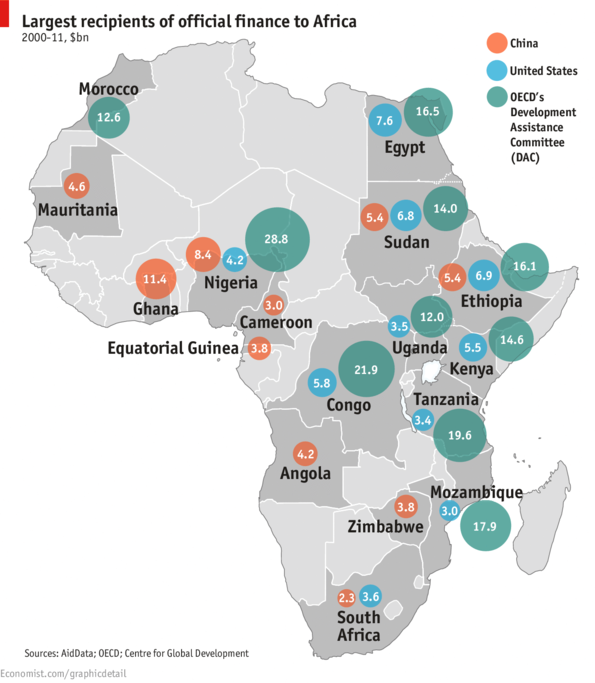 Largest recipients of official finance to Africa
2000-11, $bn
China
United States
OECD's
Development
Assistance
Committee
(DAC)
Morocco
12.6
7.6
16.5
Egypt
4.6
Mauritania
5.4
6.8
14.0
Sudan
28.8
8.4
4.2
Nigeria
11.4
Ghana
5.4
6.9
16.1
Ethiopia
3.0
Cameroon
3.5
12.0
Uganda
5.5
14.6
Kenya
Equatorial Guinea
3.8
5.8
21.9
Congo
Tanzania
3.4
19.6
4.2
Angola
Mozambique
3.0
17.9
3.8
Zimbabwe
2.3
3.6
South
Africa
Sources: AidData; OECD; Centre for Global Development
Economist.com/graphicdetail